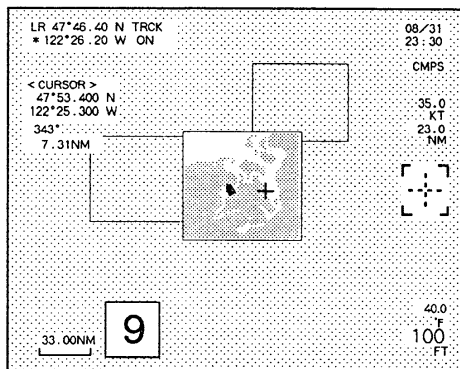 LR 47°46.40 N TRCK
* 122°26.20 W ON
08/31
23:30
CMPS
< CURSOR >
47°53.400 N
122°25.300 W
343°
7.31NM
35.0
KT
23.0
NM
40.0
°F
100
FT
33.00NM
9